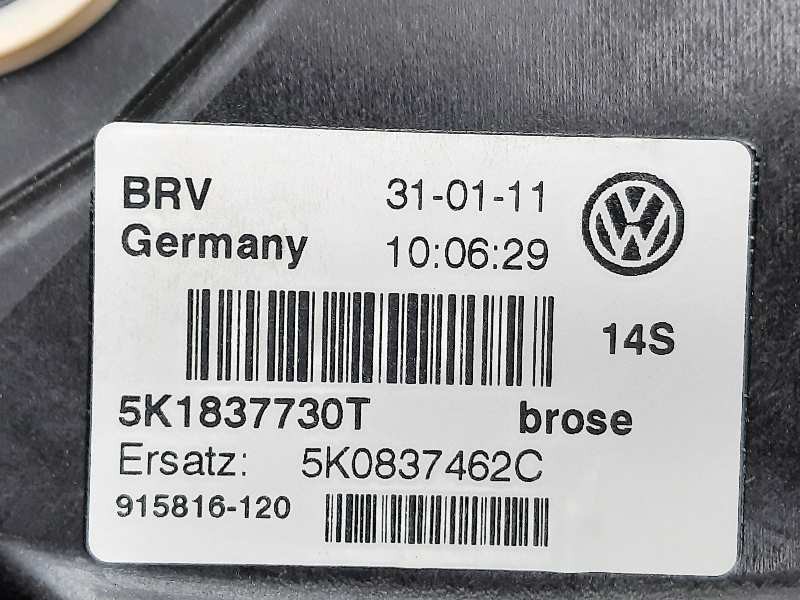 BRV 31-01-11
Germany 10:06:29
14S
5K1837730T brose
Ersatz: 5K0837462C
915816-120